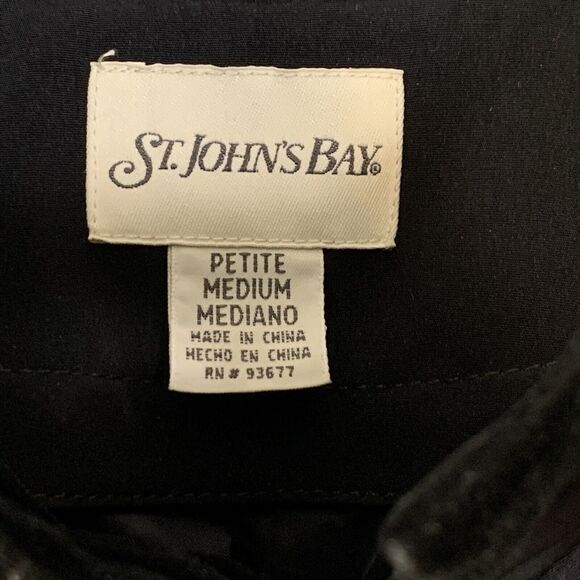 ST. JOHN'S BAY®
PETITE
MEDIUM
MEDIANO
MADE IN CHINA
HECHO EN CHINA
RN # 93677